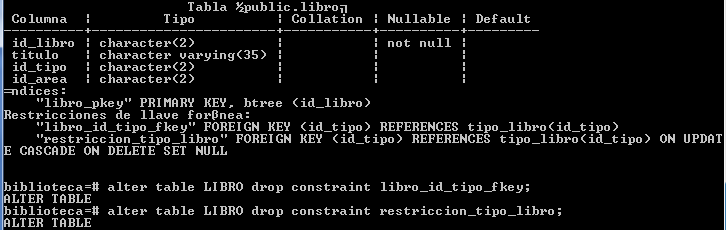 Tabla ½public.libro╗
Columna | Tipo | Collation | Nullable | Default
id_libro | character(2) | | not null |
titulo | character varying(35) | | |
id_tipo | character(2) | | |
id_area | character(2) | | |
═ndices:
"libro_pkey" PRIMARY KEY, btree (id_libro)
Restricciones de llave forßnea:
"libro_id_tipo_fkey" FOREIGN KEY (id_tipo) REFERENCES tipo_libro(id_tipo)
"restriccion_tipo_libro" FOREIGN KEY (id_tipo) REFERENCES tipo_libro(id_tipo) ON UPDAT
E CASCADE ON DELETE SET NULL
biblioteca=# alter table LIBRO drop constraint libro_id_tipo_fkey;
ALTER TABLE
biblioteca=# alter table LIBRO drop constraint restriccion_tipo_libro;
ALTER TABLE